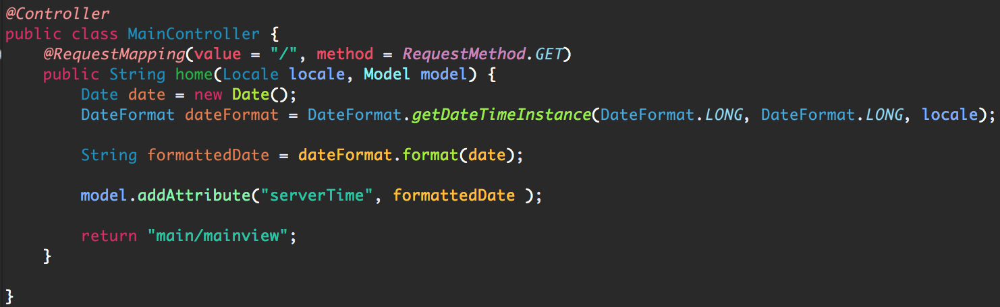 @Controller
public class MainController {
    @RequestMapping(value = "/", method = RequestMethod.GET)
    public String home(Locale locale, Model model) {
        Date date = new Date();
        DateFormat dateFormat = DateFormat.getDateTimeInstance(DateFormat.LONG, DateFormat.LONG, locale);
        String formattedDate = dateFormat.format(date);
        model.addAttribute("serverTime", formattedDate );
        return "main/mainview";
    }
}